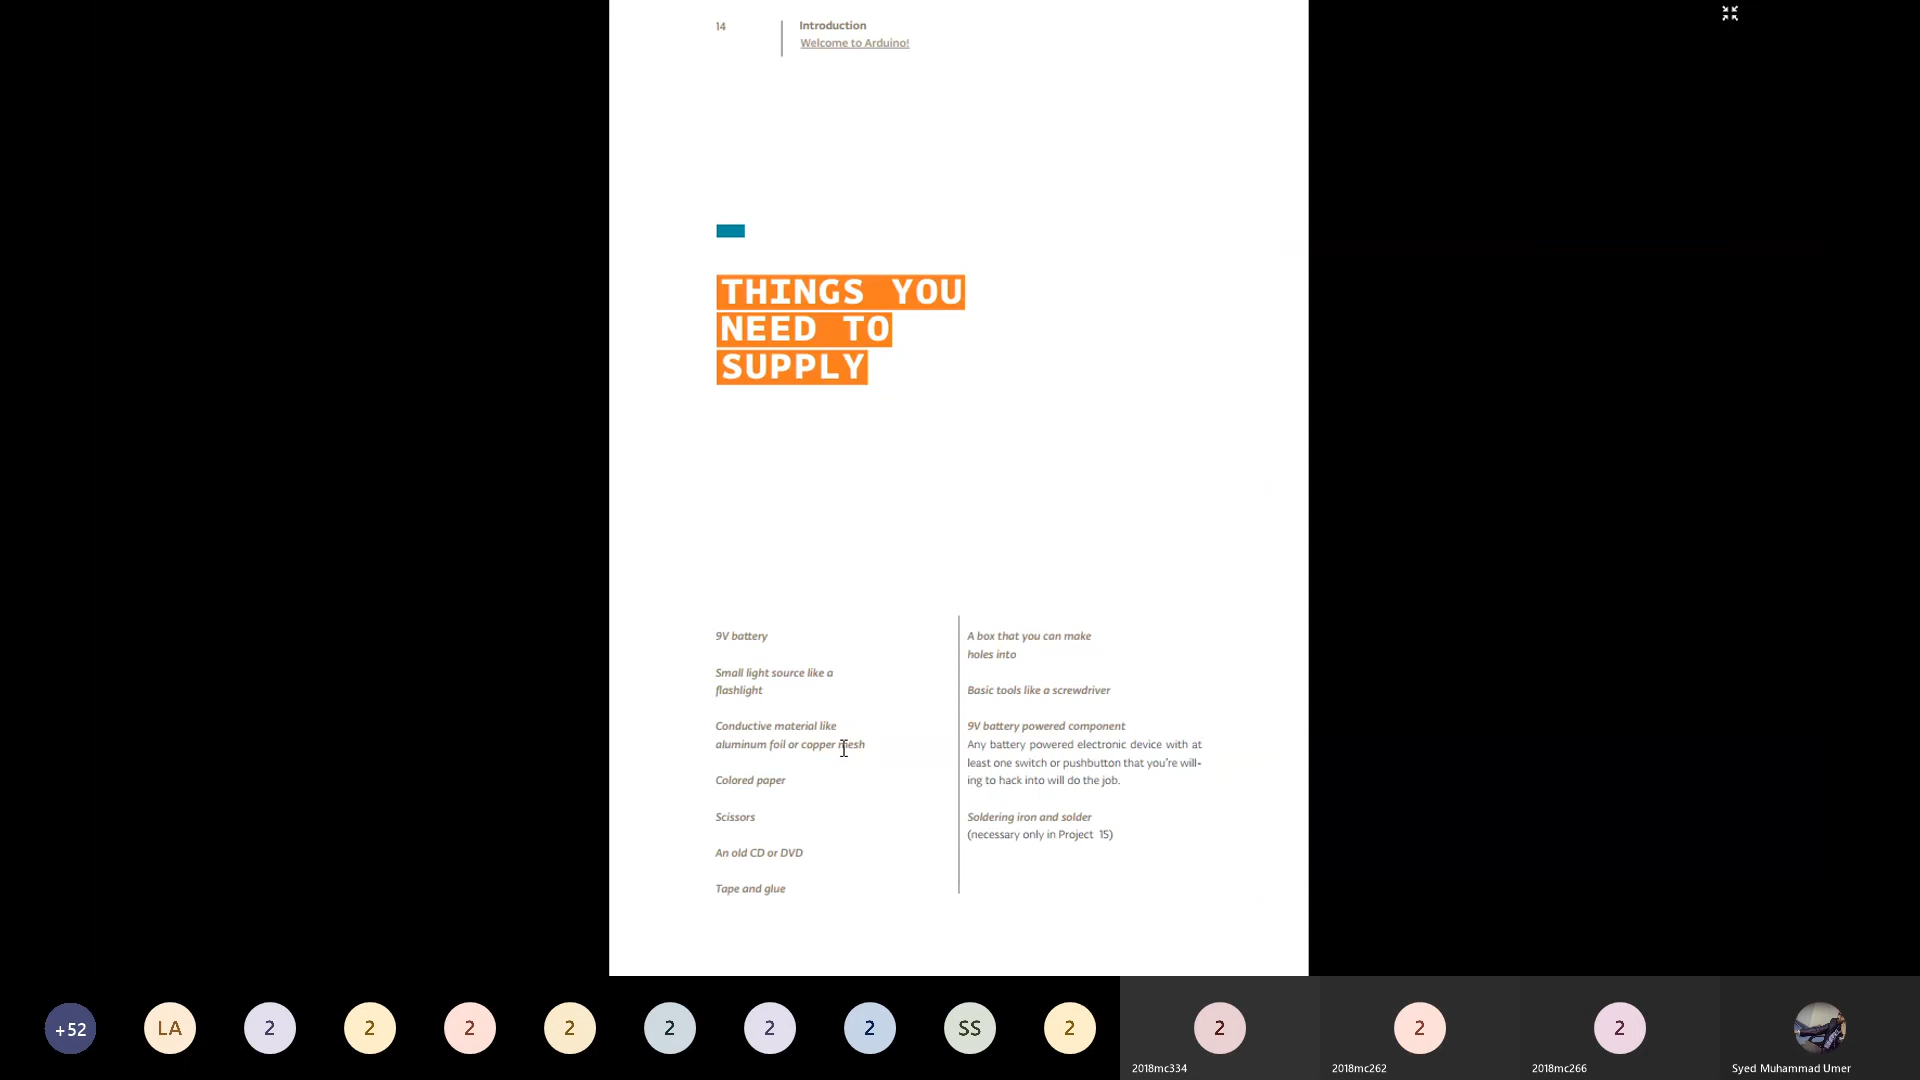 14
Introduction
Welcome to Arduino!
THINGS YOU
NEED TO
SUPPLY
9V battery
Small light source like a
flashlight
Conductive material like
aluminum foil or copper mesh
Colored paper
Scissors
An old CD or DVD
Tape and glue
A box that you can make
holes into
Basic tools like a screwdriver
9V battery powered component
Any battery powered electronic device with at
least one switch or pushbutton that you're will-
ing to hack into will do the job.
Soldering iron and solder
(necessary only in Project 15)
+52
LA
2
2
2
2
2
2
2
SS
2
2
2
2
2018mc334
2018mc262
2018mc266
Syed Muhammad Umer